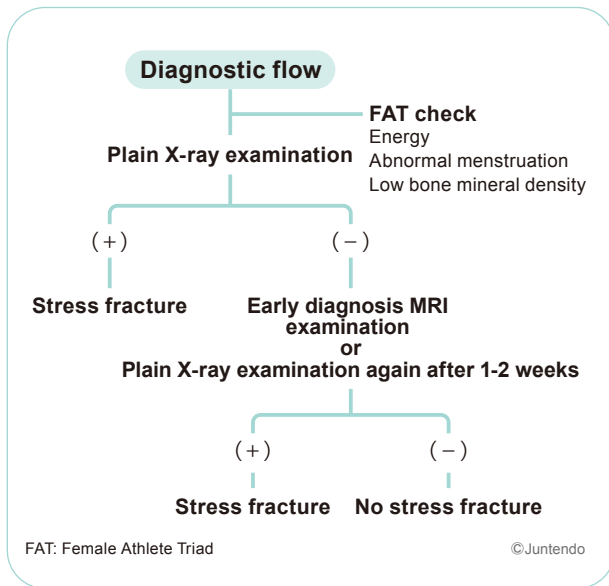 Diagnostic flow
FAT check
Energy
Abnormal menstruation
Low bone mineral density
Plain X-ray examination
(+)
(−)
Stress fracture
Early diagnosis MRI
examination
or
Plain X-ray examination again after 1-2 weeks
(+)
(−)
Stress fracture
No stress fracture
FAT: Female Athlete Triad
©Juntendo